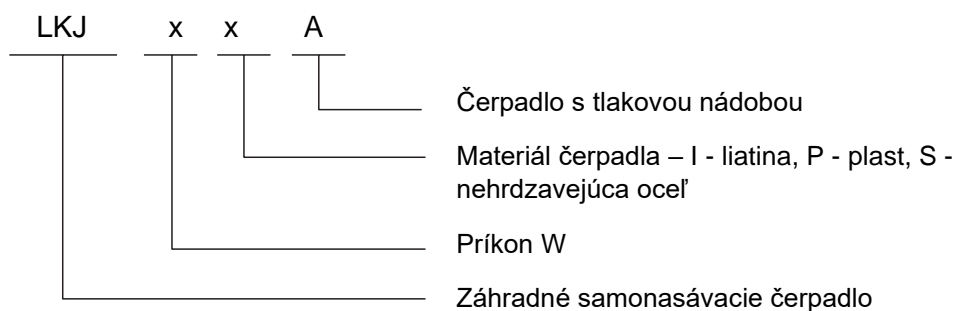 LKJ x x A
Čerpadlo s tlakovou nádobou
Materiál čerpadla – I - liatina, P - plast, S -
nehrdzavejúca oceľ
Príkon W
Záhradné samonasávacie čerpadlo